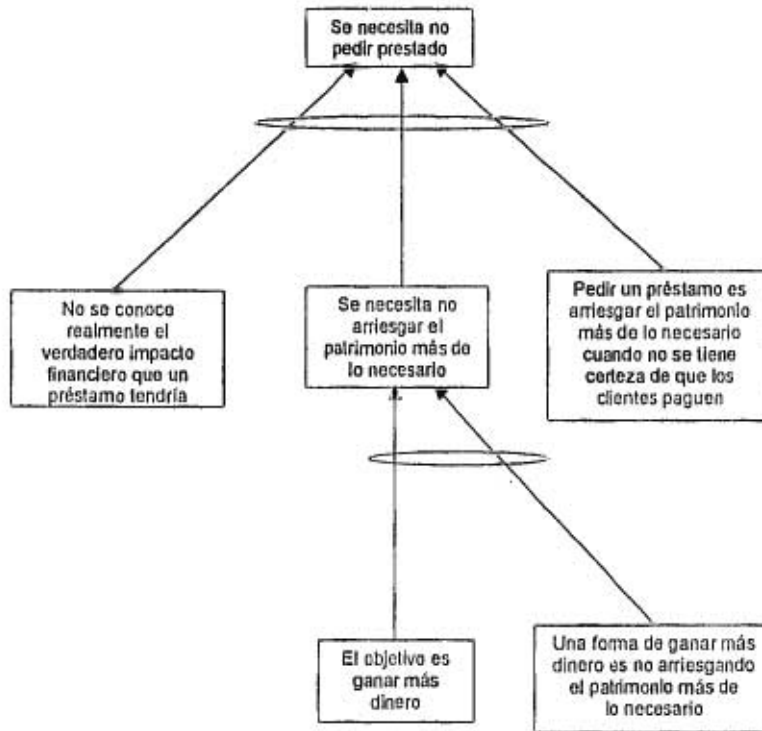 Se necesita no
pedir prestado
No se conoce
realmente el
verdadero impacto
financiero que un
préstamo tendría
Se necesita no
arriesgar el
patrimonio más de
lo necesario
Pedir un préstamo es
arriesgar el patrimonio
más de lo necesario
cuando no se tiene
certeza de que los
clientes paguen
El objetivo es
ganar más
dinero
Una forma de ganar más
dinero es no arriesgando
el patrimonio más de
lo necesario